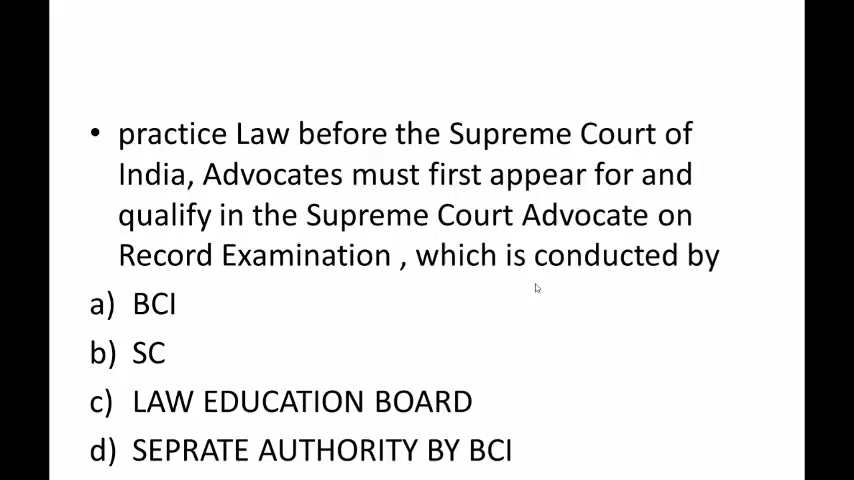 • practice Law before the Supreme Court of
India, Advocates must first appear for and
qualify in the Supreme Court Advocate on
Record Examination , which is conducted by
a) BCI
b) SC
c) LAW EDUCATION BOARD
d) SEPRATE AUTHORITY BY BCI